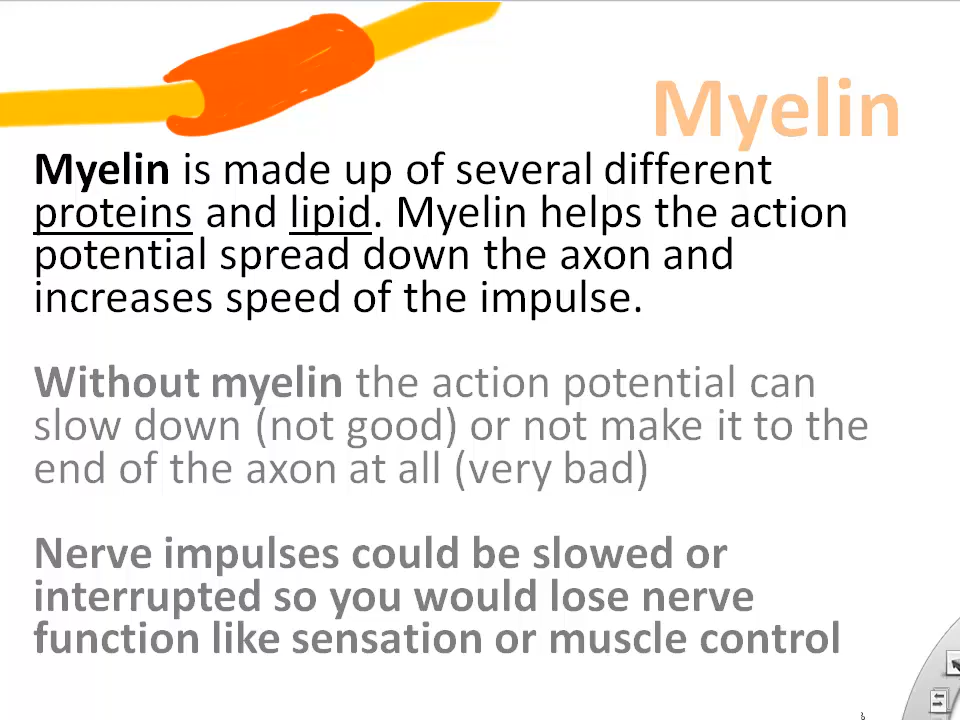 Myelin
Myelin is made up of several different
proteins and lipid. Myelin helps the action
potential spread down the axon and
increases speed of the impulse.
Without myelin the action potential can
slow down (not good) or not make it to the
end of the axon at all (very bad)
Nerve impulses could be slowed or
interrupted so you would lose nerve
function like sensation or muscle control